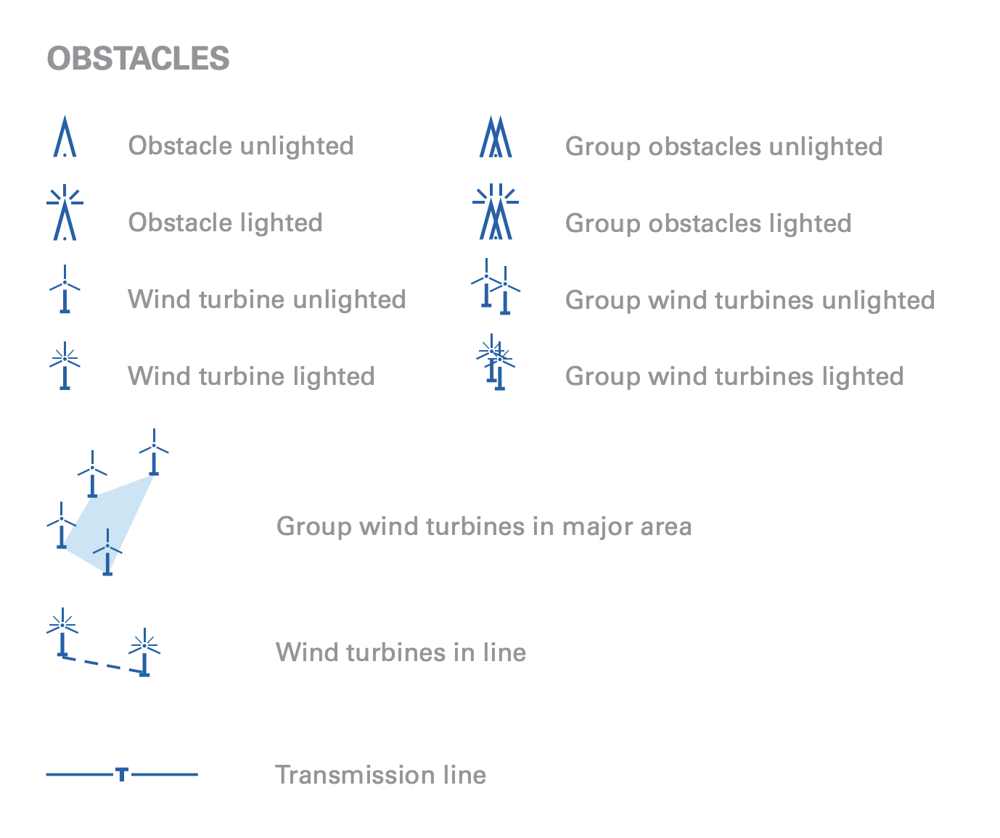 OBSTACLES
Obstacle unlighted
Group obstacles unlighted
Obstacle lighted
Group obstacles lighted
Wind turbine unlighted
Group wind turbines unlighted
Wind turbine lighted
Group wind turbines lighted
Group wind turbines in major area
Wind turbines in line
T
Transmission line